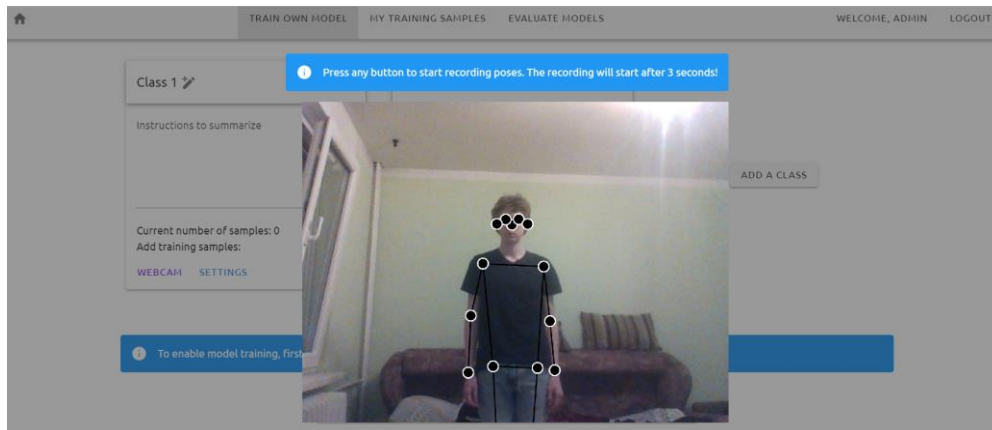 TRAIN OWN MODEL MY TRAINING SAMPLES EVALUATE MODELS WELCOME, ADMIN LOGOUT
Press any button to start recording poses. The recording will start after 3 seconds!
Class 1
Instructions to summarize
ADD A CLASS
Current number of samples: 0
Add training samples:
WEBCAM SETTINGS
To enable model training, first